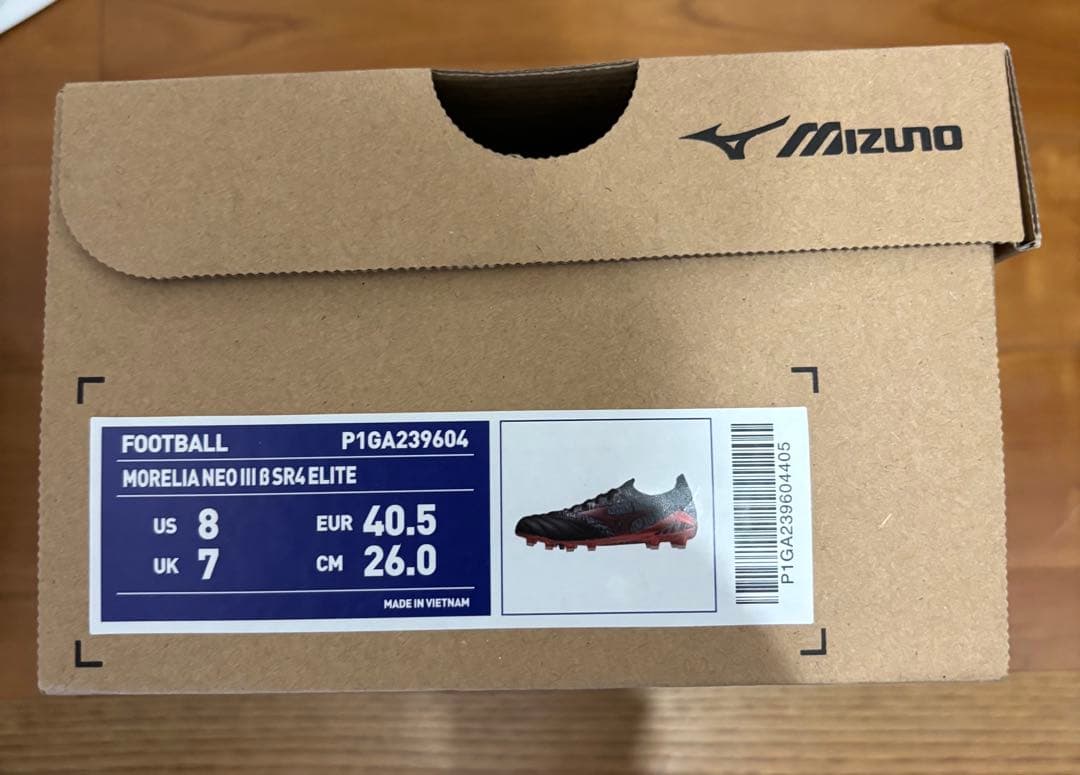 MIZUNO
FOOTBALL P1GA239604
MORELIA NEO III β SR4 ELITE
US 8 EUR 40.5
UK 7 CM 26.0
MADE IN VIETNAM
P1GA239604405